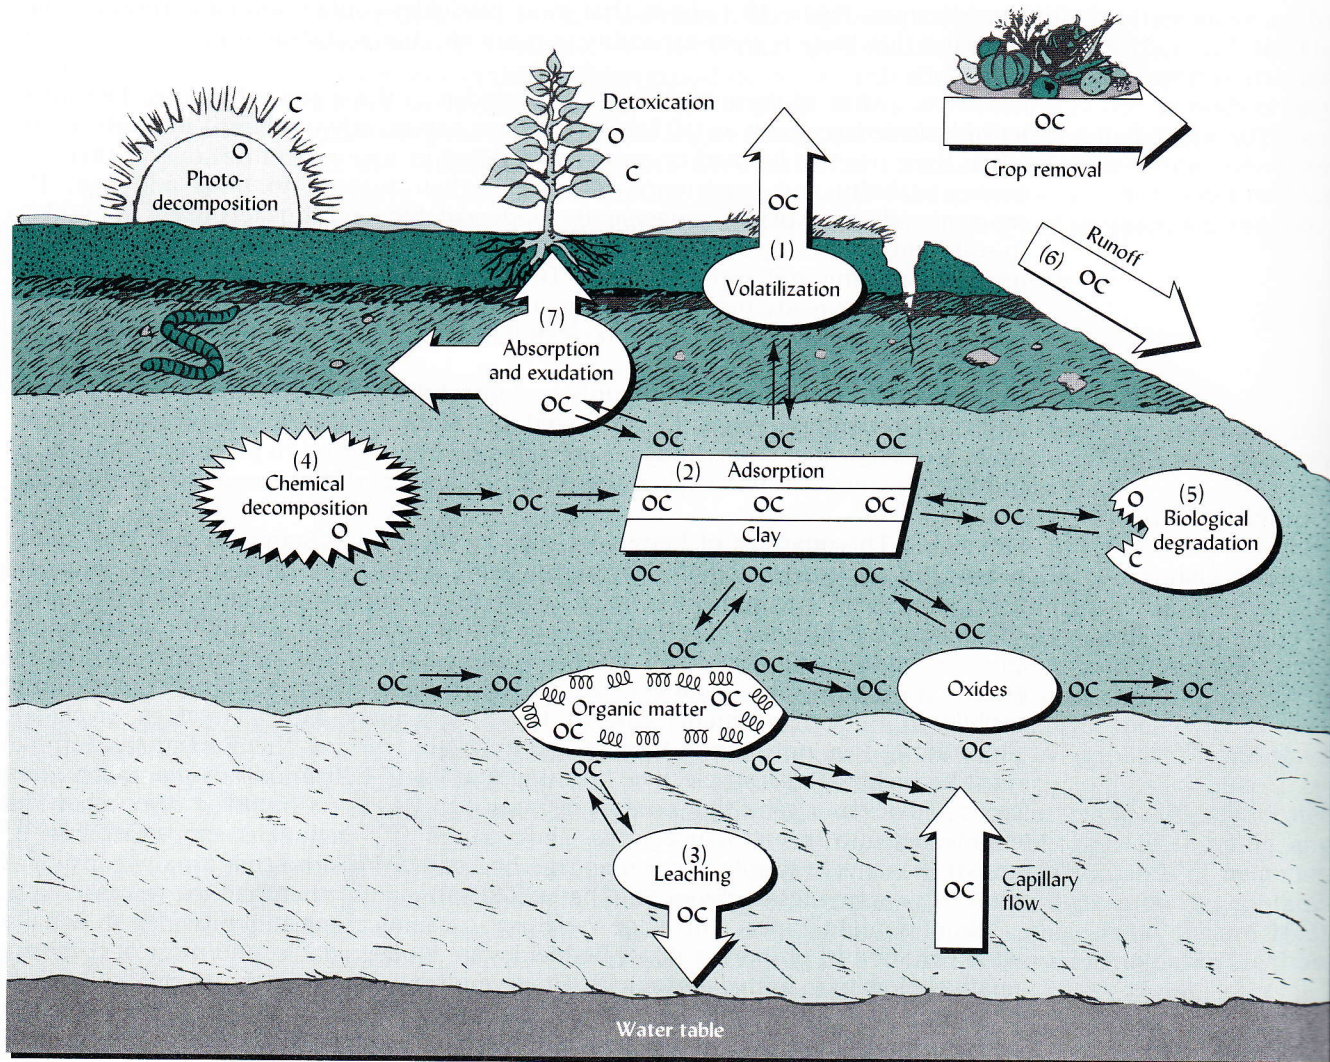 OC
Crop removal
C
O
Photo-
decomposition
Detoxication
O
C
OC
(1)
Volatilization
Runoff
(6) OC
(7)
Absorption
and exudation
OC
OC
OC
OC
(2) Adsorption
OC
OC
OC
Clay
(4)
Chemical
decomposition
O
C
OC
OC
O
C
(5)
Biological
degradation
OC
OC
OC
OC
OC
OC
OC
OC
OC
Organic matter
OC
OC
Oxides
OC
OC
OC
OC
OC
(3)
Leaching
OC
OC
Capillary
flow
Water table